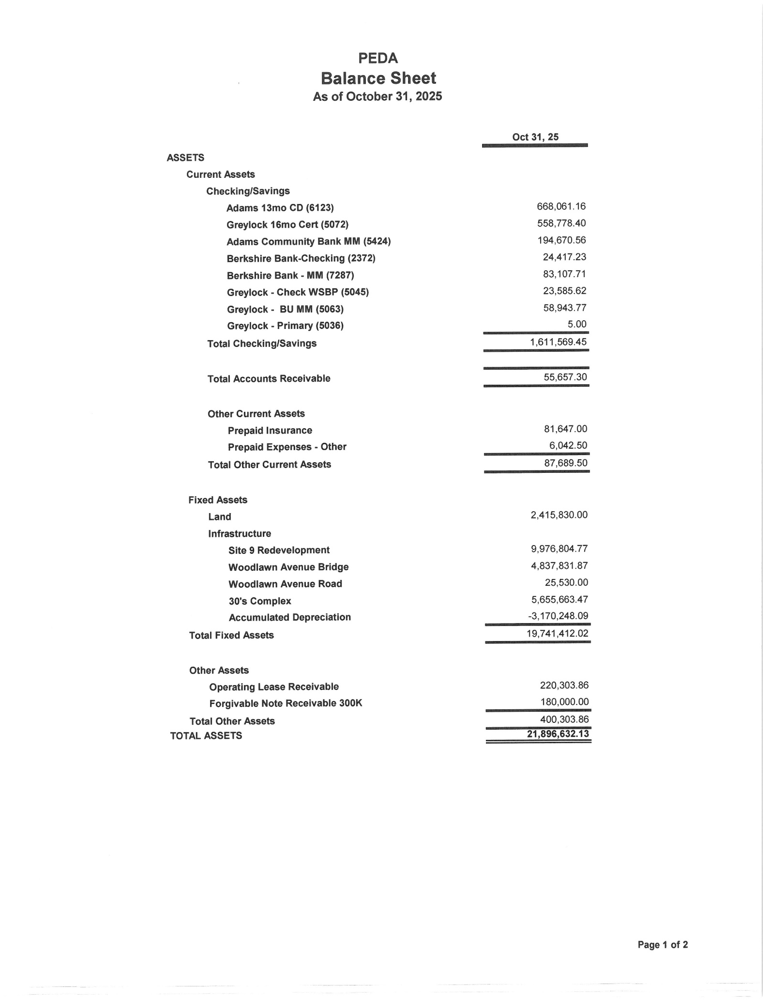 PEDA
Balance Sheet
As of October 31, 2025
Oct 31, 25
ASSETS
Current Assets
Checking/Savings
Adams 13mo CD (6123) 668,061.16
Greylock 16mo Cert (5072) 558,778.40
Adams Community Bank MM (5424) 194,670.56
Berkshire Bank-Checking (2372) 24,417.23
Berkshire Bank - MM (7287) 83,107.71
Greylock - Check WSBP (5045) 23,585.62
Greylock - BU MM (5063) 58,943.77
Greylock - Primary (5036) 5.00
Total Checking/Savings 1,611,569.45
Total Accounts Receivable 55,657.30
Other Current Assets
Prepaid Insurance 81,647.00
Prepaid Expenses - Other 6,042.50
Total Other Current Assets 87,689.50
Fixed Assets
Land 2,415,830.00
Infrastructure
Site 9 Redevelopment 9,976,804.77
Woodlawn Avenue Bridge 4,837,831.87
Woodlawn Avenue Road 25,530.00
30's Complex 5,655,663.47
Accumulated Depreciation -3,170,248.09
Total Fixed Assets 19,741,412.02
Other Assets
Operating Lease Receivable 220,303.86
Forgivable Note Receivable 300K 180,000.00
Total Other Assets 400,303.86
TOTAL ASSETS 21,896,632.13
Page 1 of 2